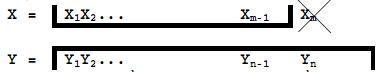 X = X₁X₂... Xₘ₋₁ Xₘ
Y = Y₁Y₂... Yₙ₋₁ Yₙ